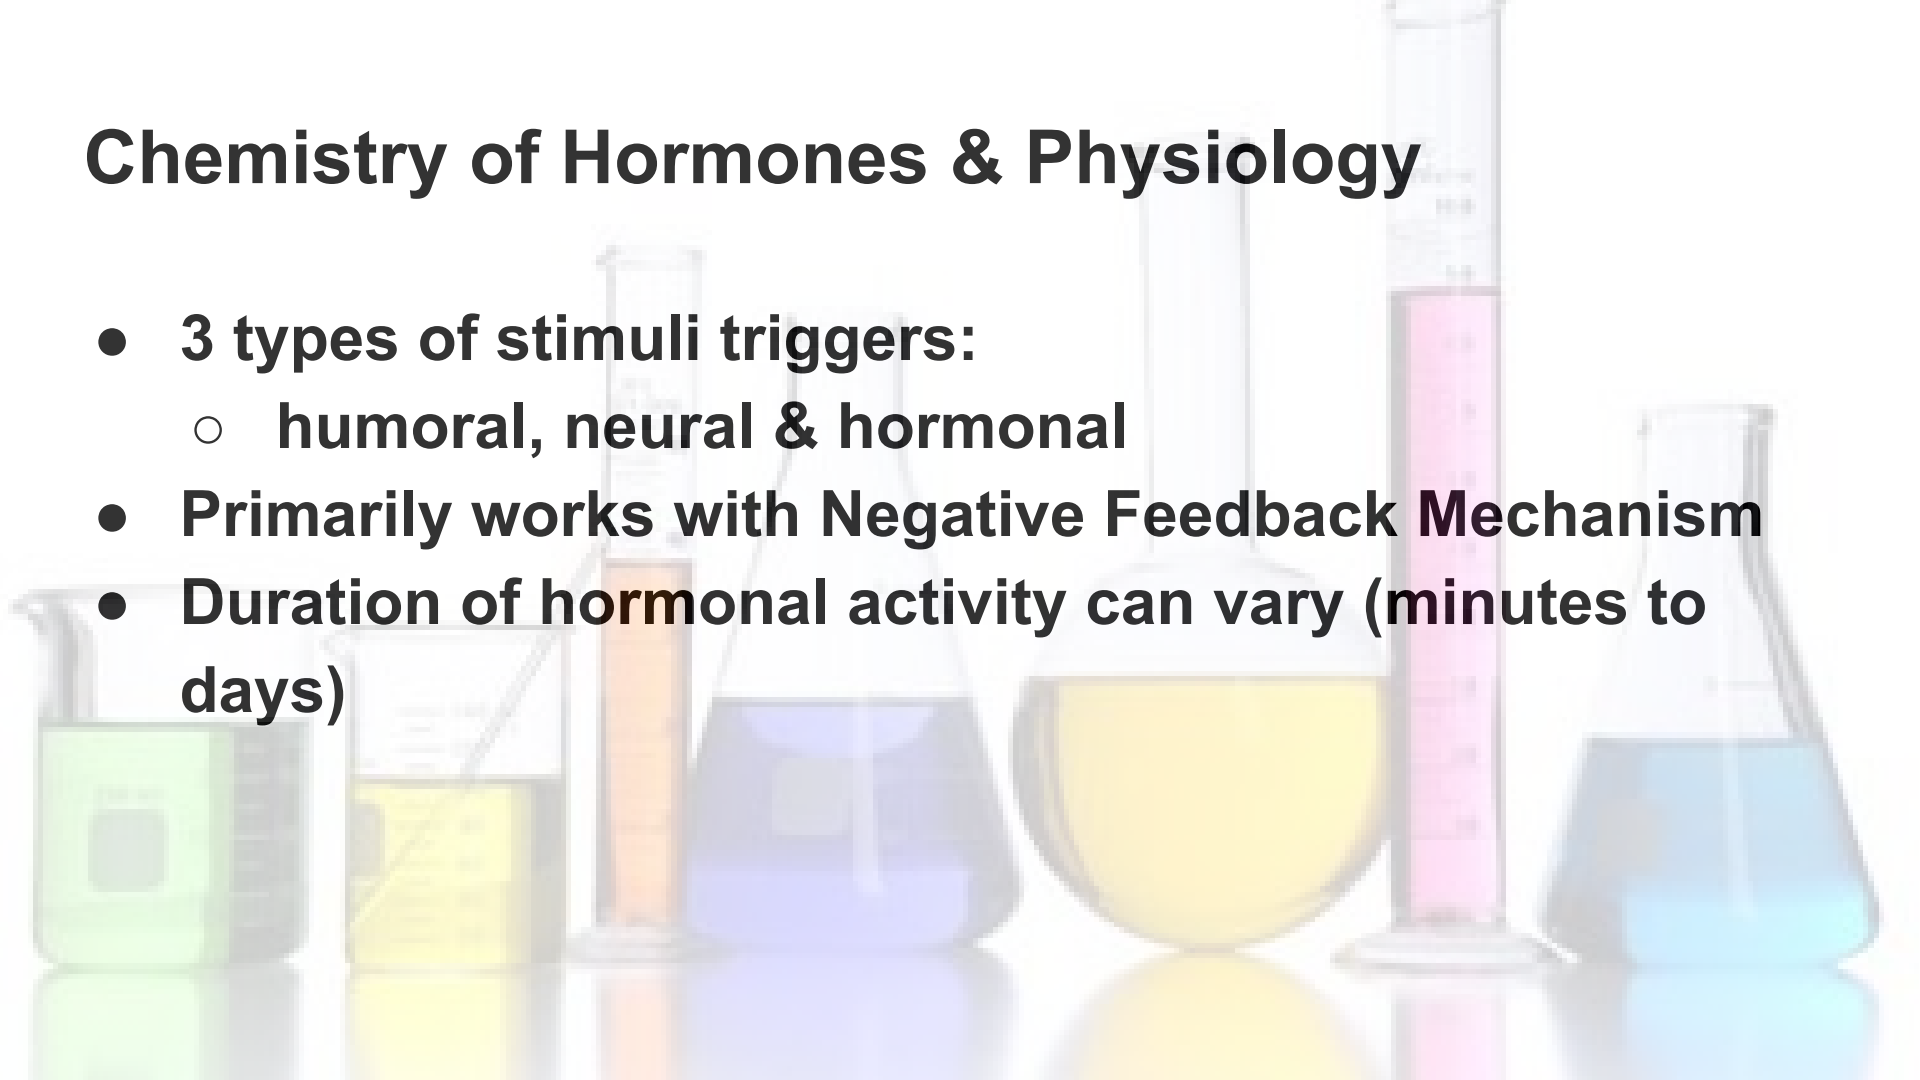 Chemistry of Hormones & Physiology
● 3 types of stimuli triggers:
○ humoral, neural & hormonal
● Primarily works with Negative Feedback Mechanism
● Duration of hormonal activity can vary (minutes to
days)